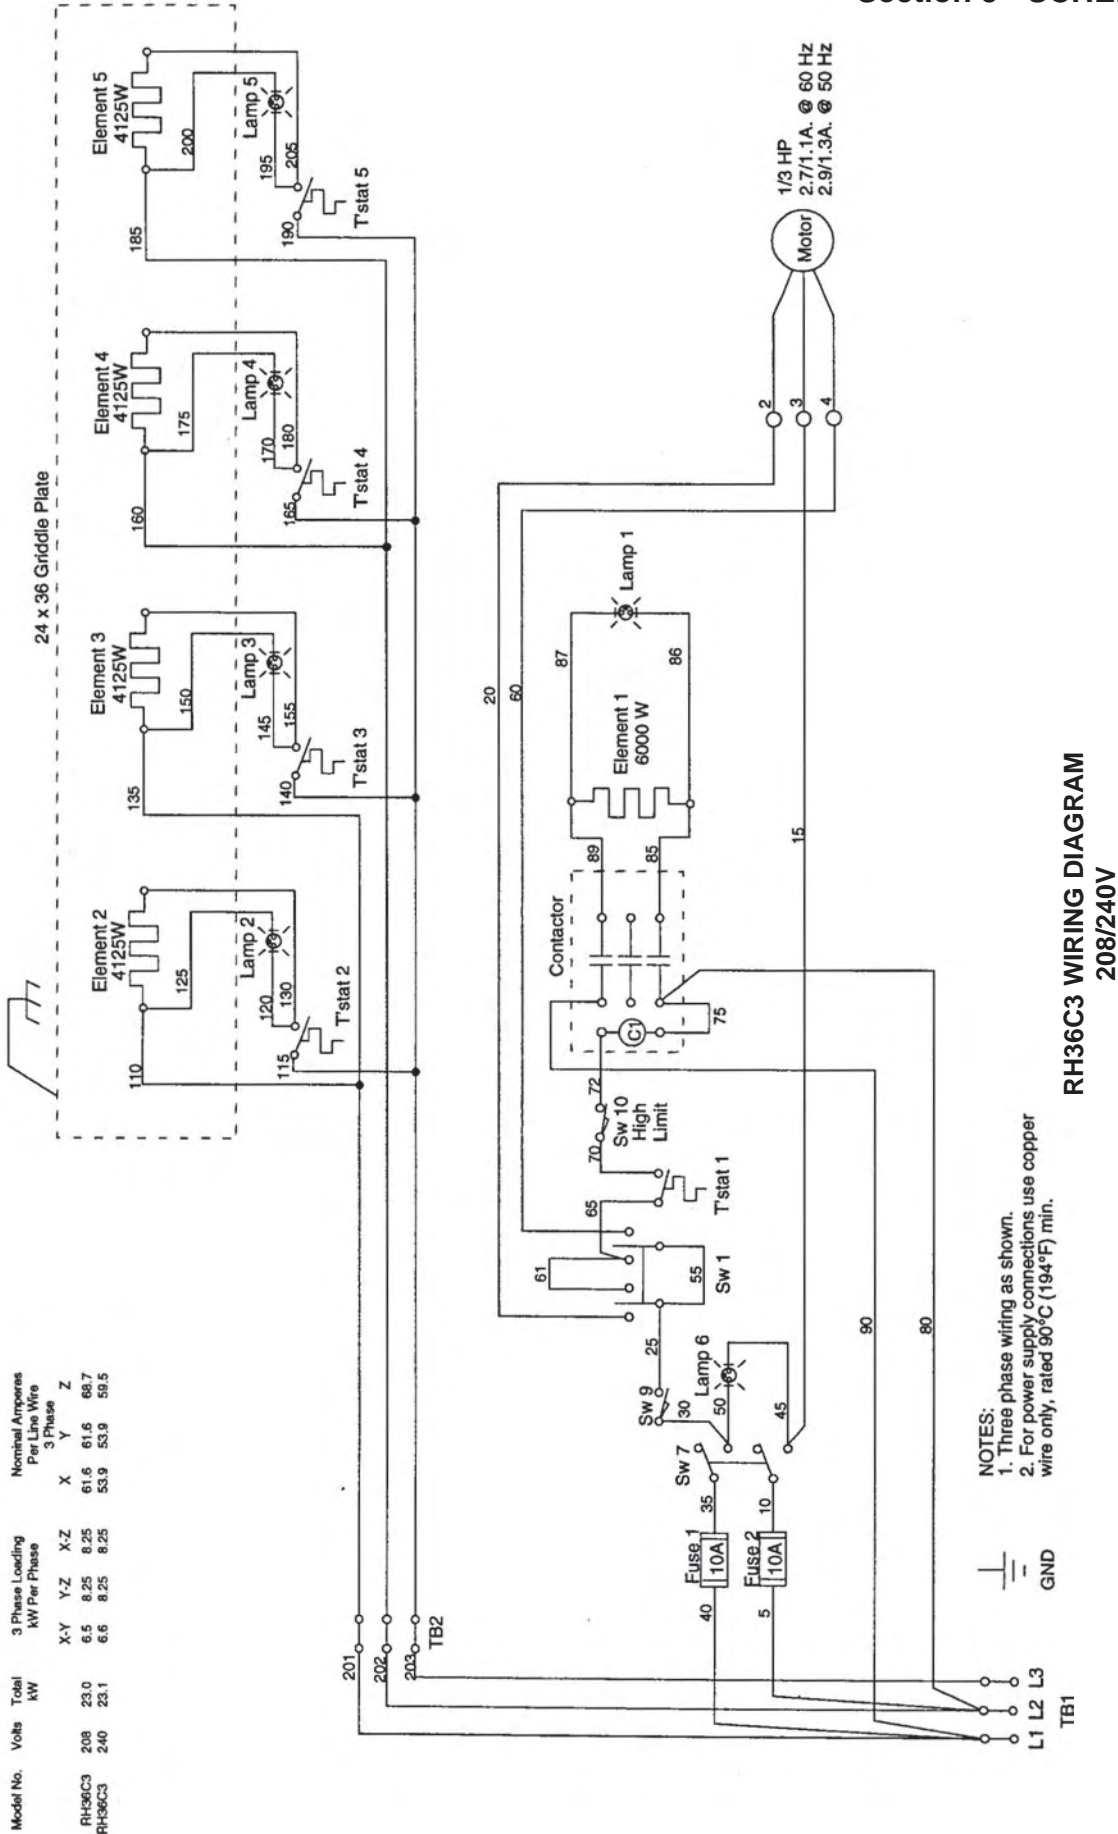 Model No. Volts Total kW 3 Phase Loading kW Per Phase Nominal Amperes Per Line Wire 3 Phase
X-Y Y-Z X-Z X Y Z
RH36C3 208 23.0 6.5 8.25 8.25 61.6 61.6 68.7
RH36C3 240 23.1 6.6 8.25 8.25 53.9 53.9 59.5
24 x 36 Griddle Plate
Element 2
4125W
Element 3
4125W
Element 4
4125W
Element 5
4125W
110
125
Lamp 2
120
130
115
T'stat 2
135
150
Lamp 3
145
155
140
T'stat 3
160
175
Lamp 4
170
180
165
T'stat 4
185
200
Lamp 5
195
205
190
T'stat 5
201
202
203
TB2
20
60
61
65
70
72
Sw 10
High
Limit
T'stat 1
Sw 1
55
25
Sw 9
30
Lamp 6
50
45
Sw 7
35
10
Fuse 1
10A
Fuse 2
10A
40
5
Contactor
C1
75
89
85
Element 1
6000 W
87
86
Lamp 1
15
90
80
2
3
4
Motor
1/3 HP
2.7/1.1A. @ 60 Hz
2.9/1.3A. @ 50 Hz
L1 L2 L3
TB1
GND
NOTES:
1. Three phase wiring as shown.
2. For power supply connections use copper
wire only, rated 90°C (194°F) min.
RH36C3 WIRING DIAGRAM
208/240V